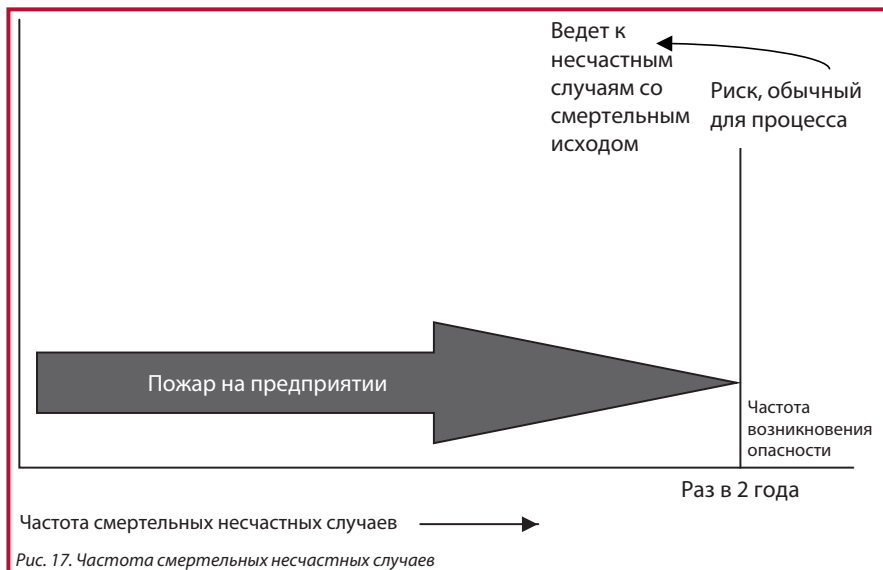 Ведет к
несчастным
случаям со
смертельным
исходом
Риск, обычный
для процесса
Пожар на предприятии
Частота
возникновения
опасности
Раз в 2 года
Частота смертельных несчастных случаев
Рис. 17. Частота смертельных несчастных случаев